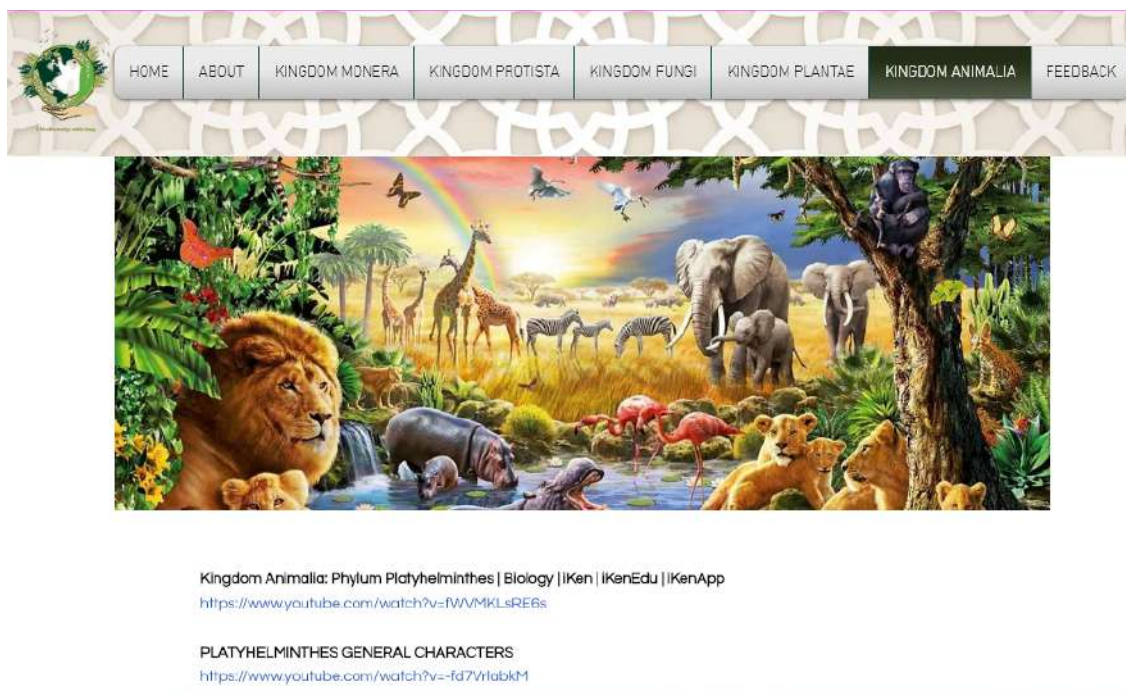 HOME
ABOUT
KINGDOM MONERA
KINGDOM PROTISTA
KINGDOM FUNGI
KINGDOM PLANTAE
KINGDOM ANIMALIA
FEEDBACK
Kingdom Animalia: Phylum Platyhelminthes | Biology | iKen | iKenEdu | iKenApp
https://www.youtube.com/watch?v=fWVMKLsRE6s
PLATYHELMINTHES GENERAL CHARACTERS
https://www.youtube.com/watch?v=-fd7VrIabkM